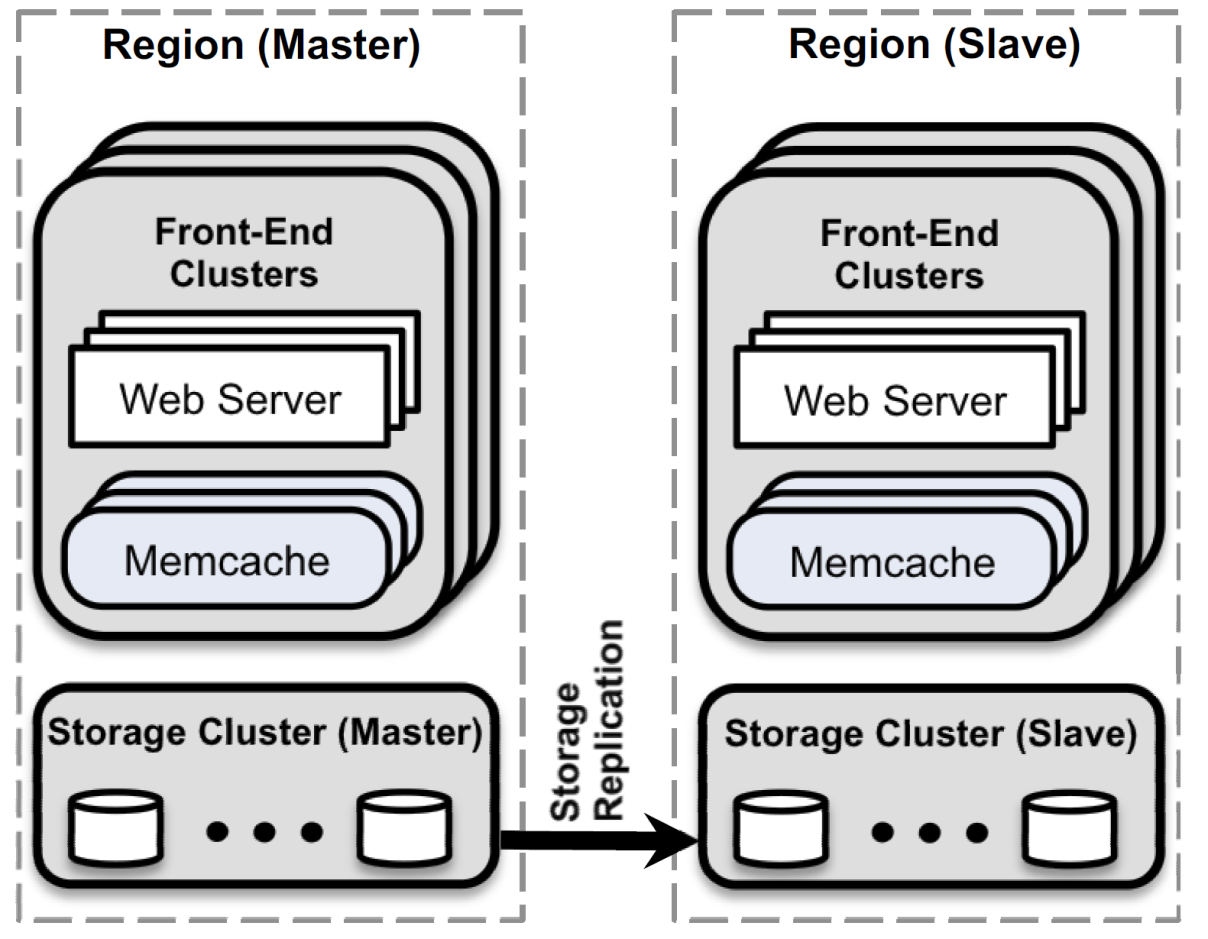 Region (Master)
Front-End
Clusters
Web Server
Memcache
Storage Cluster (Master)
Storage
Replication
Region (Slave)
Front-End
Clusters
Web Server
Memcache
Storage Cluster (Slave)